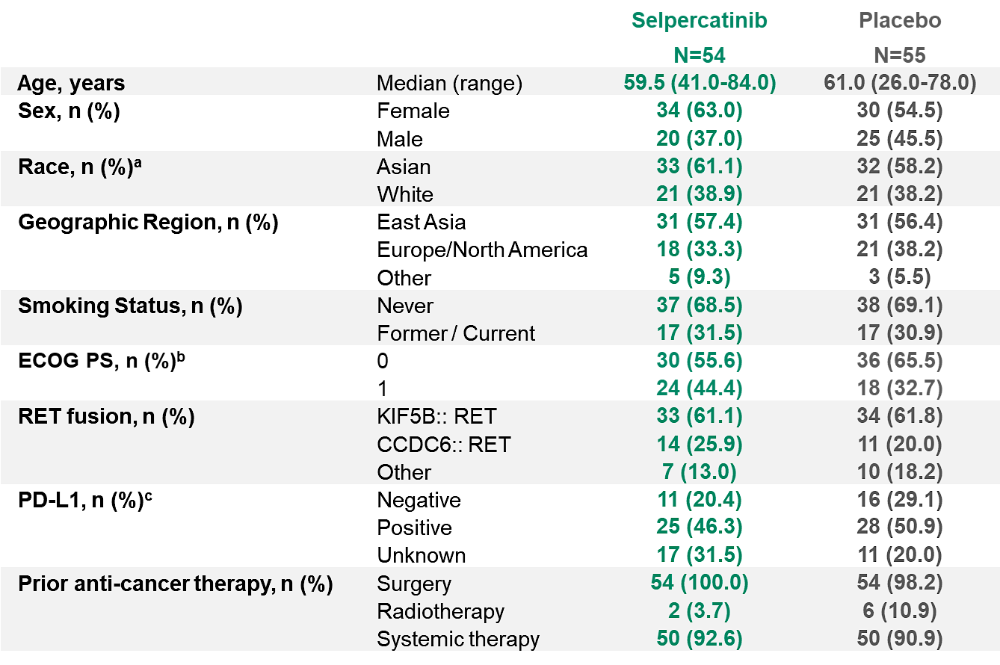 Selpercatinib Placebo
N=54 N=55
Age, years Median (range) 59.5 (41.0-84.0) 61.0 (26.0-78.0)
Sex, n (%) Female 34 (63.0) 30 (54.5)
Male 20 (37.0) 25 (45.5)
Race, n (%)a Asian 33 (61.1) 32 (58.2)
White 21 (38.9) 21 (38.2)
Geographic Region, n (%) East Asia 31 (57.4) 31 (56.4)
Europe/North America 18 (33.3) 21 (38.2)
Other 5 (9.3) 3 (5.5)
Smoking Status, n (%) Never 37 (68.5) 38 (69.1)
Former / Current 17 (31.5) 17 (30.9)
ECOG PS, n (%)b 0 30 (55.6) 36 (65.5)
1 24 (44.4) 18 (32.7)
RET fusion, n (%) KIF5B:: RET 33 (61.1) 34 (61.8)
CCDC6:: RET 14 (25.9) 11 (20.0)
Other 7 (13.0) 10 (18.2)
PD-L1, n (%)c Negative 11 (20.4) 16 (29.1)
Positive 25 (46.3) 28 (50.9)
Unknown 17 (31.5) 11 (20.0)
Prior anti-cancer therapy, n (%) Surgery 54 (100.0) 54 (98.2)
Radiotherapy 2 (3.7) 6 (10.9)
Systemic therapy 50 (92.6) 50 (90.9)